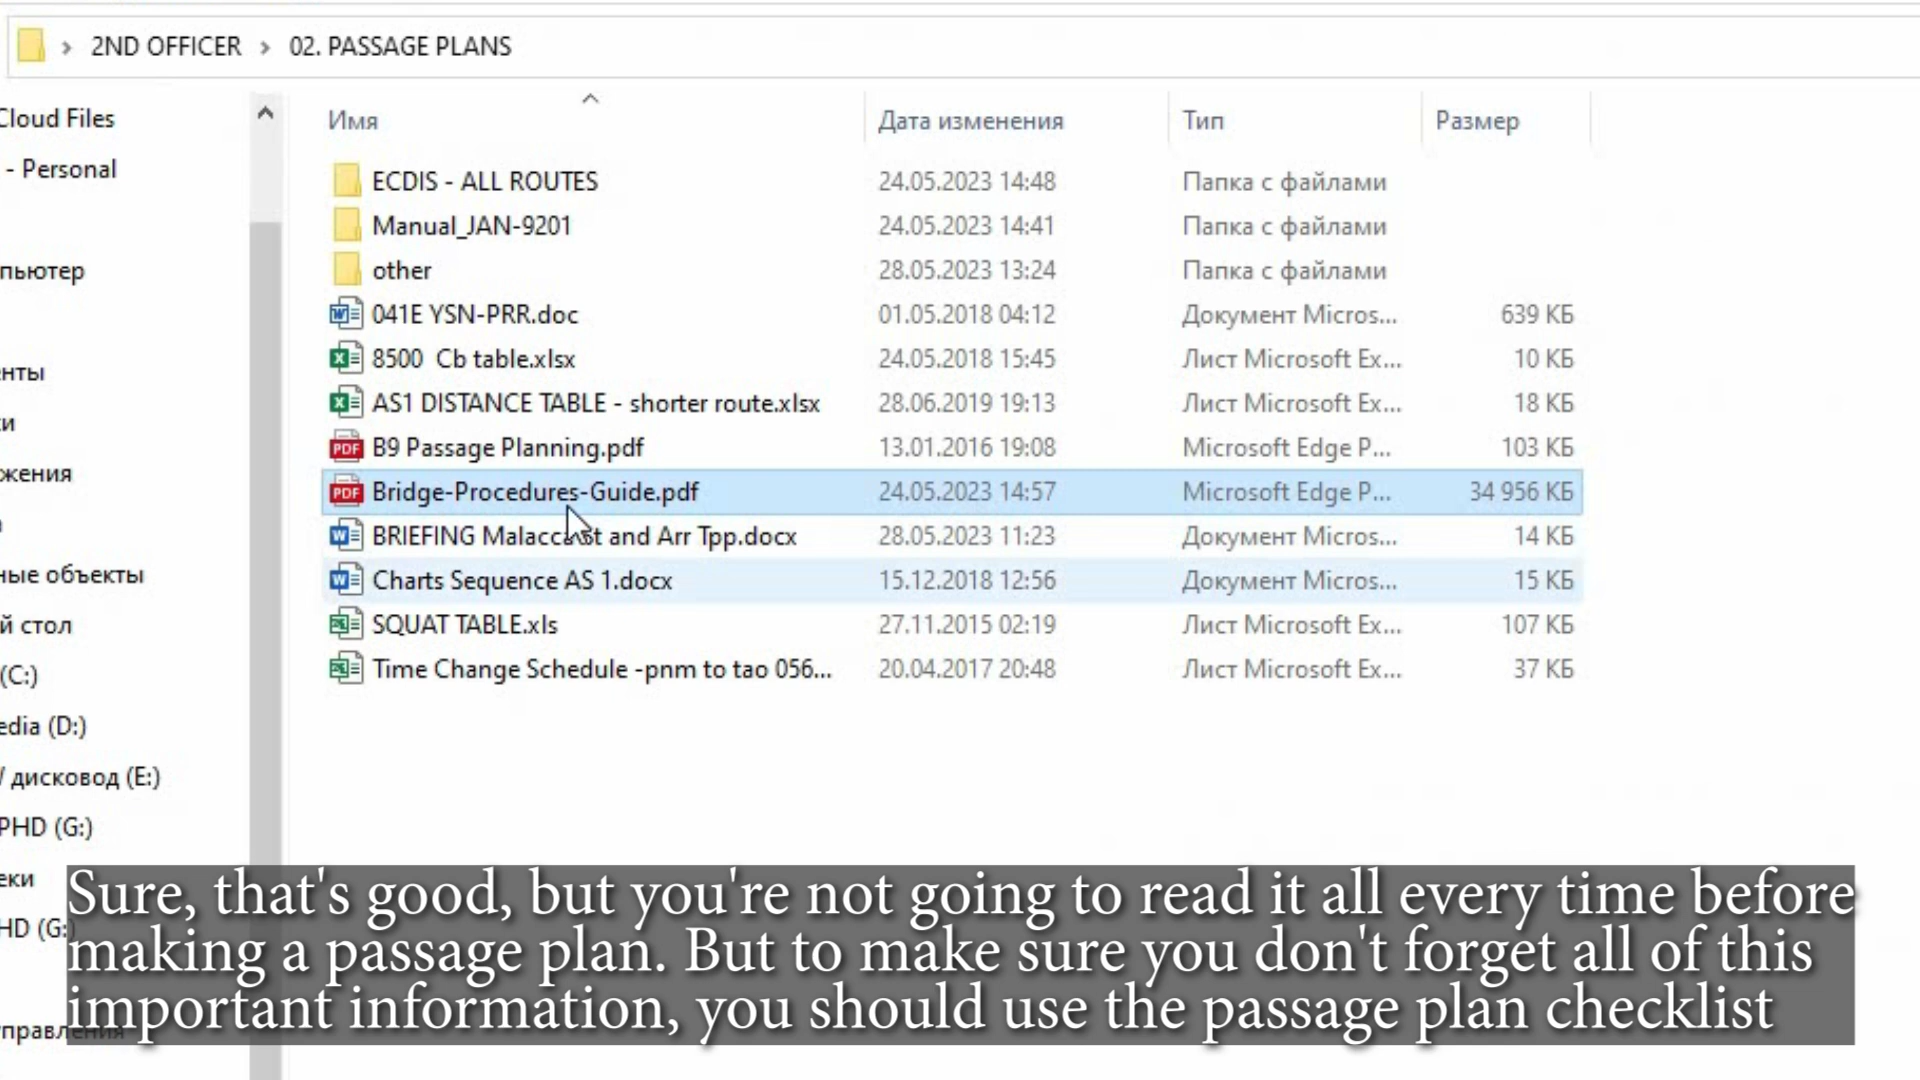 2ND OFFICER > 02. PASSAGE PLANS
Cloud Files
- Personal
пьютер
енты
ки
жения
ные объекты
й стол
(C:)
edia (D:)
дисковод (E:)
PHD (G:)
еки
HD (G:)
управления
Имя Дата изменения Тип Размер
ECDIS - ALL ROUTES 24.05.2023 14:48 Папка с файлами
Manual_JAN-9201 24.05.2023 14:41 Папка с файлами
other 28.05.2023 13:24 Папка с файлами
041E YSN-PRR.doc 01.05.2018 04:12 Документ Micros... 639 КБ
8500 Cb table.xlsx 24.05.2018 15:45 Лист Microsoft Ex... 10 КБ
AS1 DISTANCE TABLE - shorter route.xlsx 28.06.2019 19:13 Лист Microsoft Ex... 18 КБ
B9 Passage Planning.pdf 13.01.2016 19:08 Microsoft Edge P... 103 КБ
Bridge-Procedures-Guide.pdf 24.05.2023 14:57 Microsoft Edge P... 34 956 КБ
BRIEFING and Arr Tpp.docx 28.05.2023 11:23 Документ Micros... 14 КБ
Charts Sequence AS 1.docx 15.12.2018 12:56 Документ Micros... 15 КБ
SQUAT TABLE.xls 27.11.2015 02:19 Лист Microsoft Ex... 107 КБ
Time Change Schedule -pnm to tao 056... 20.04.2017 20:48 Лист Microsoft Ex... 37 КБ
Sure, that's good, but you're not going to read it all every time before
making a passage plan. But to make sure you don't forget all of this
important information, you should use the passage plan checklist